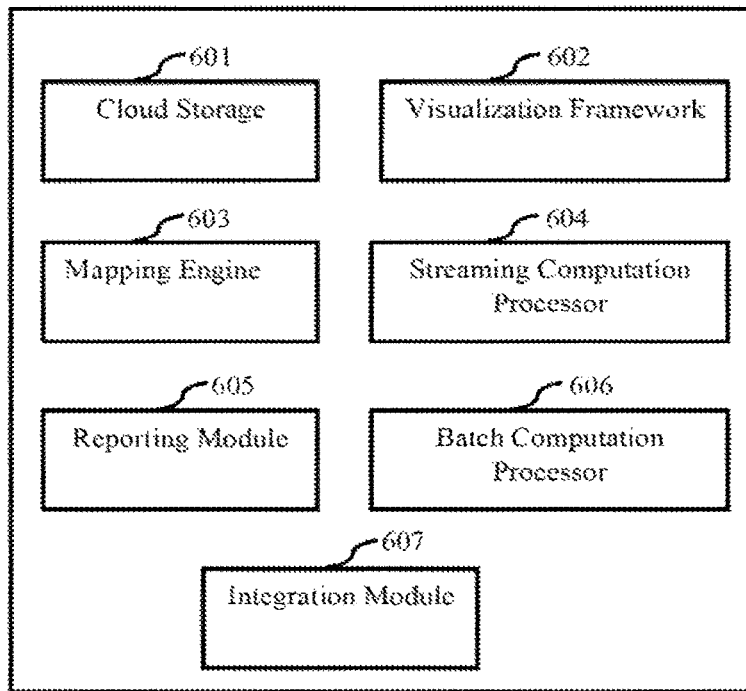 601
Cloud Storage
602
Visualization Framework
603
Mapping Engine
604
Streaming Computation
Processor
605
Reporting Module
606
Batch Computation
Processor
607
Integration Module